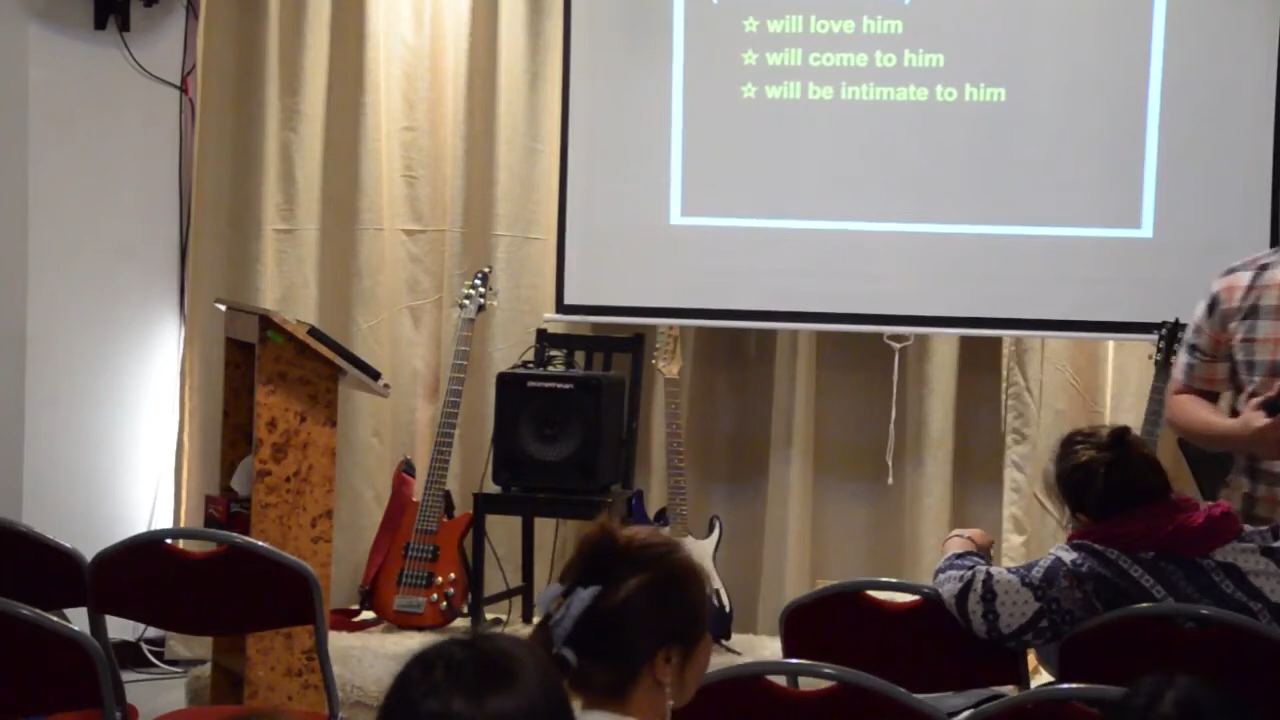 ☆ will love him
☆ will come to him
☆ will be intimate to him